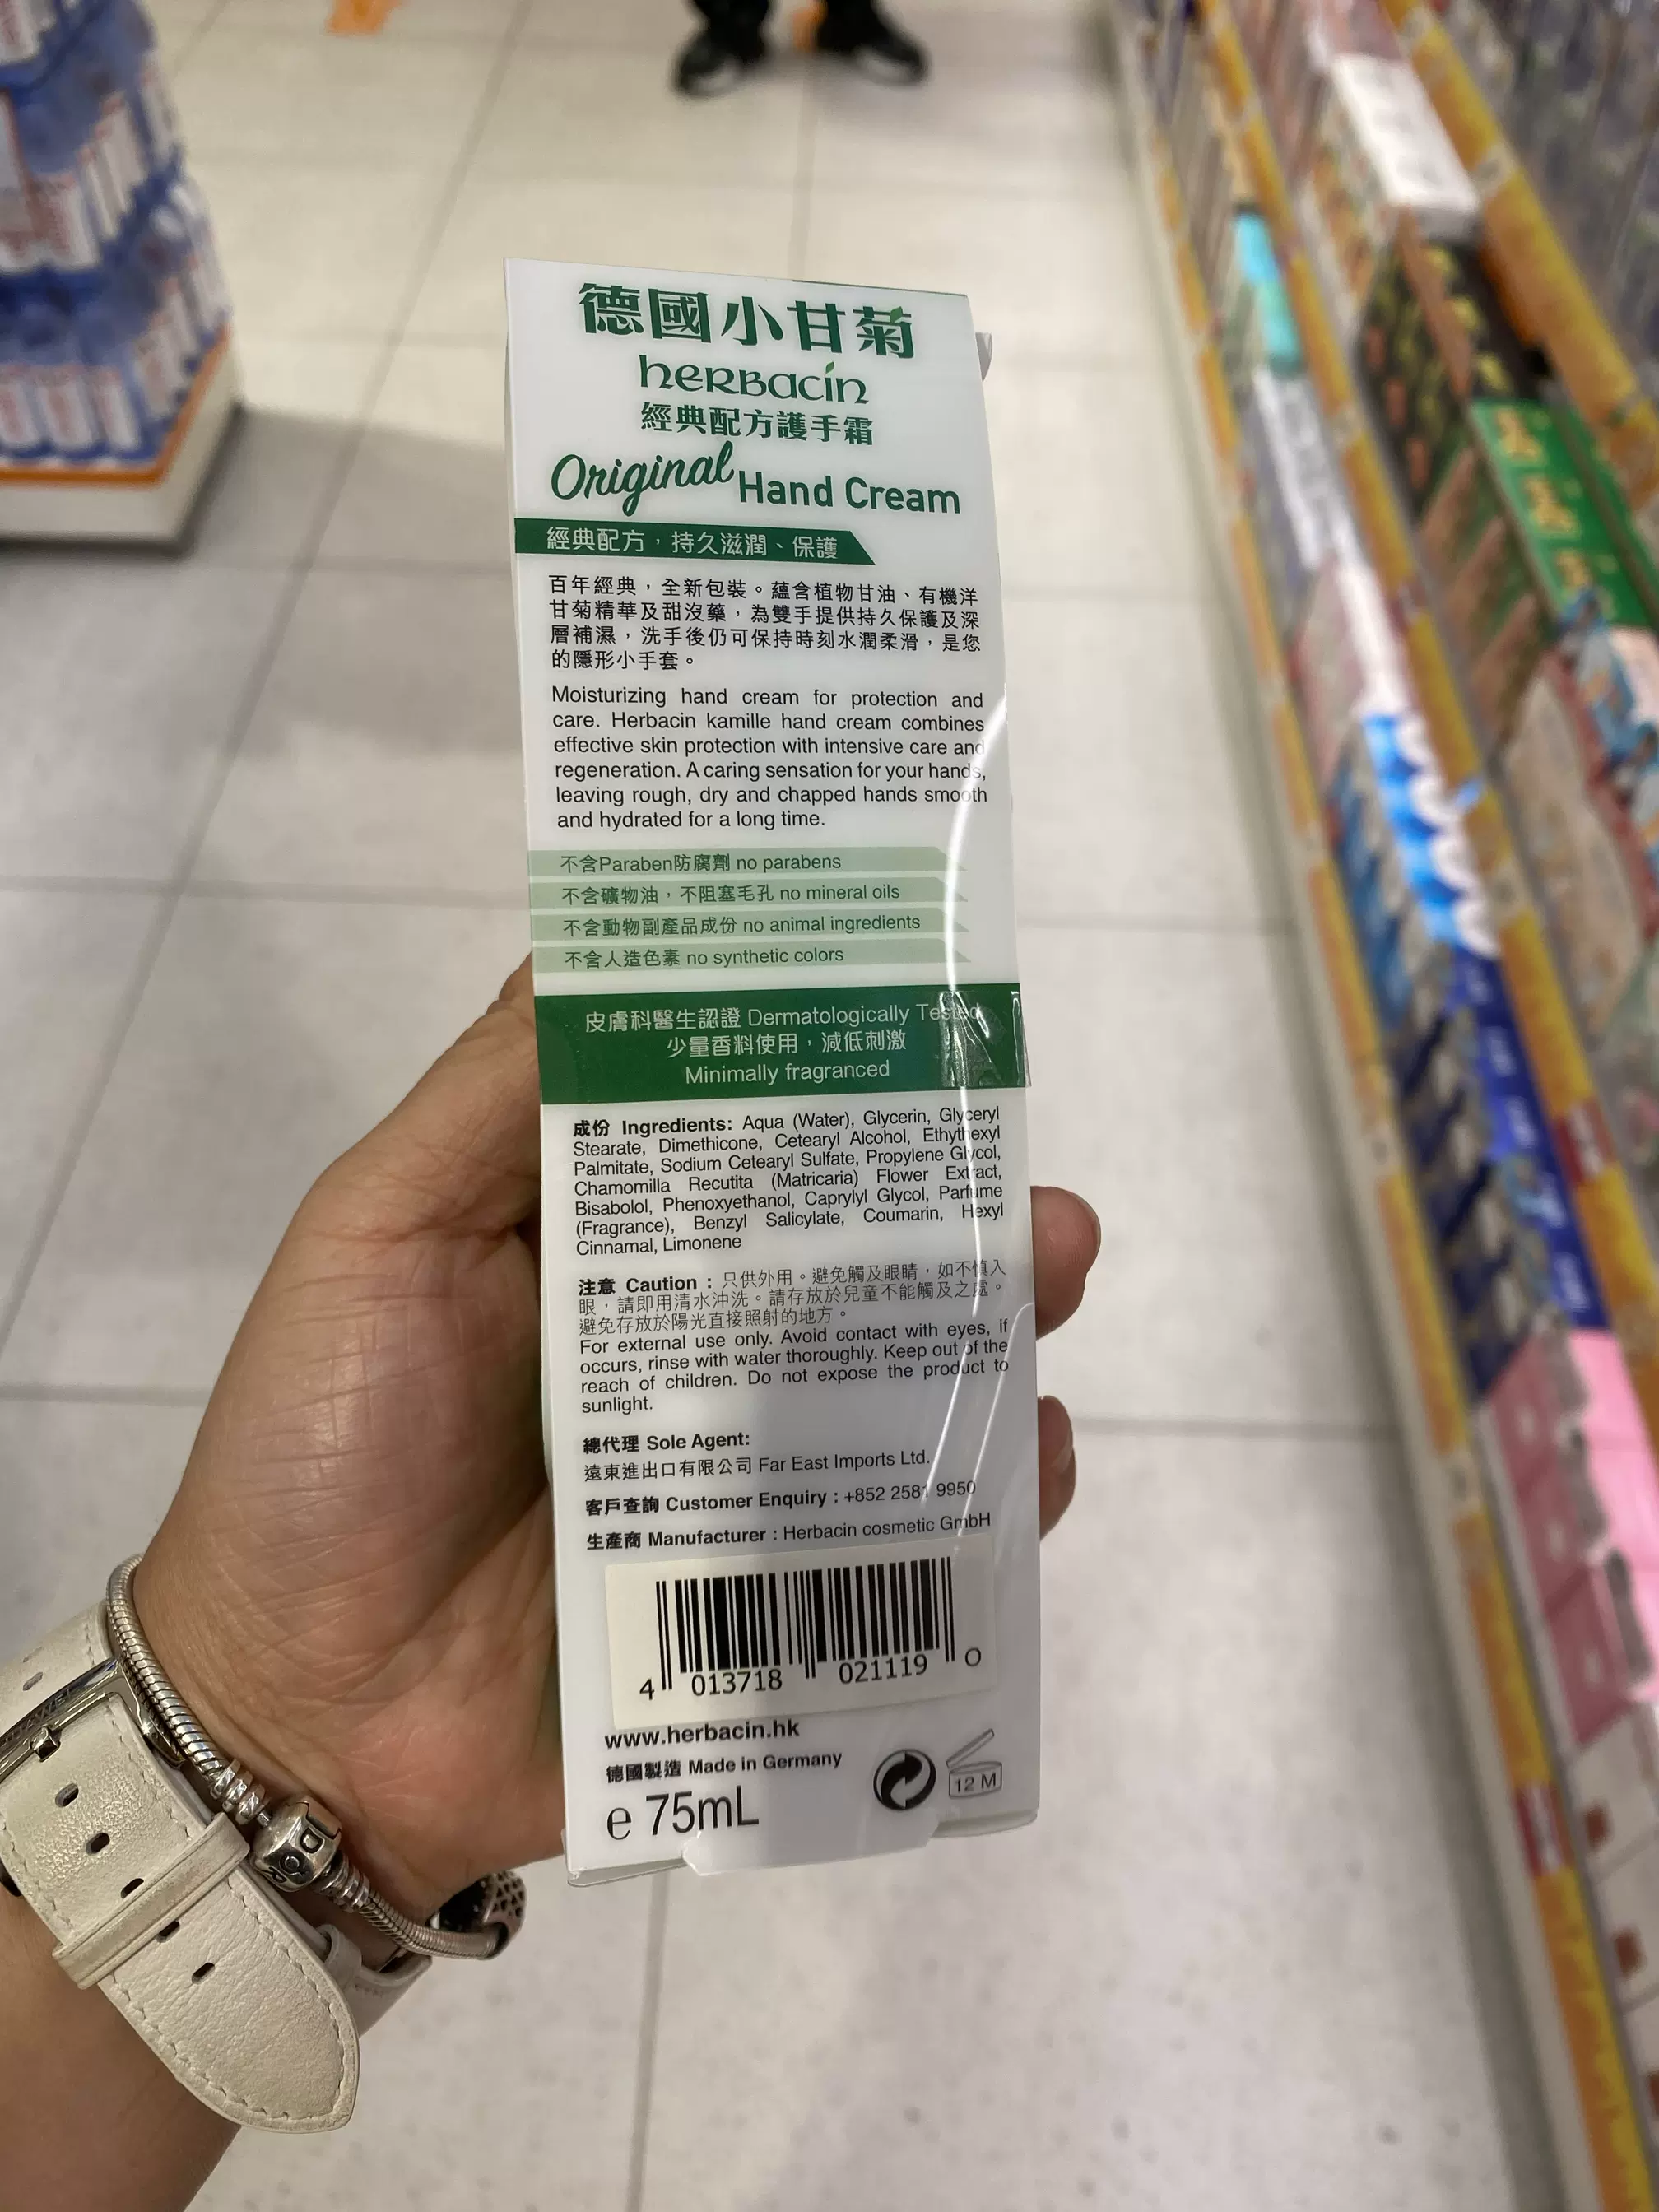 德國小甘菊
herbacin
經典配方護手霜
Original Hand Cream
經典配方，持久滋潤、保護
百年經典，全新包裝。蘊含植物甘油、有機洋
甘菊精華及甜沒藥，為雙手提供持久保護及深
層補濕，洗手後仍可保持時刻水潤柔滑，是您
的隱形小手套。
Moisturizing hand cream for protection and
care. Herbacin kamille hand cream combines
effective skin protection with intensive care and
regeneration. A caring sensation for your hands,
leaving rough, dry and chapped hands smooth
and hydrated for a long time.
不含Paraben防腐劑 no parabens
不含礦物油，不阻塞毛孔 no mineral oils
不含動物副產品成份 no animal ingredients
不含人造色素 no synthetic colors
皮膚科醫生認證 Dermatologically Tested
少量香料使用，減低刺激
Minimally fragranced
成份 Ingredients: Aqua (Water), Glycerin, Glyceryl
Stearate, Dimethicone, Cetearyl Alcohol, Ethythexyl
Palmitate, Sodium Cetearyl Sulfate, Propylene Glycol,
Chamomilla Recutita (Matricaria) Flower Extract,
Bisabolol, Phenoxyethanol, Caprylyl Glycol, Parfume
(Fragrance), Benzyl Salicylate, Coumarin, Hexyl
Cinnamal, Limonene
注意 Caution : 只供外用。避免觸及眼睛，如不慎入
眼，請即用清水沖洗。請存放於兒童不能觸及之處。
避免存放於陽光直接照射的地方。
For external use only. Avoid contact with eyes, if
occurs, rinse with water thoroughly. Keep out of the
reach of children. Do not expose the product to
sunlight.
總代理 Sole Agent:
遠東進出口有限公司 Far East Imports Ltd.
客戶查詢 Customer Enquiry : +852 2581 9950
生產商 Manufacturer : Herbacin cosmetic GmbH
4 013718 021119 0
www.herbacin.hk
德國製造 Made in Germany
12 M
e 75mL